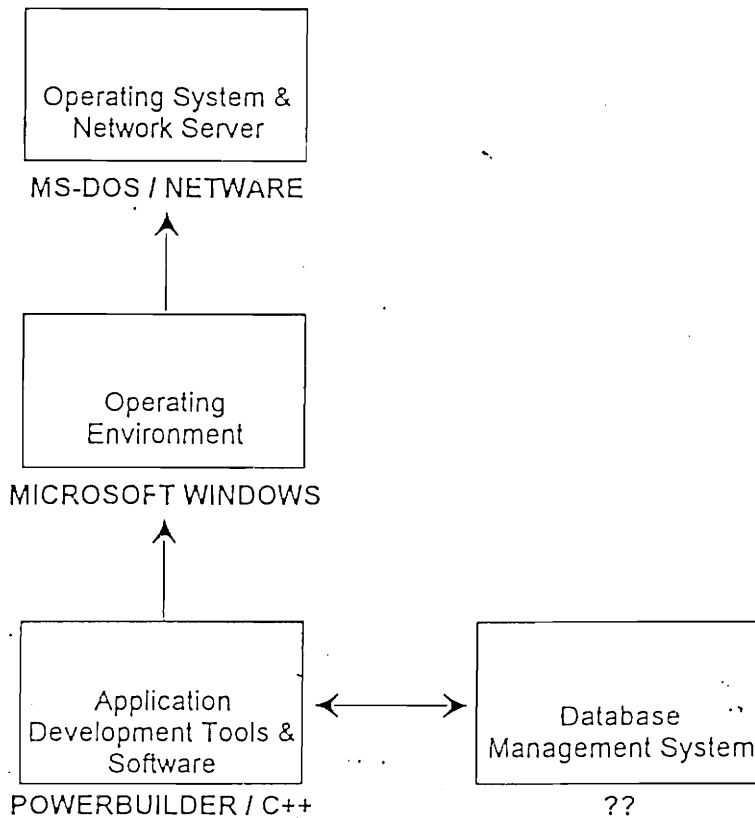 Operating System &
Network Server
MS-DOS / NETWARE
Operating
Environment
MICROSOFT WINDOWS
Application
Development Tools &
Software
POWERBUILDER / C++
Database
Management System
??